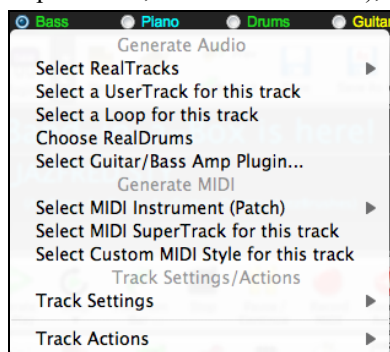 Bass Piano Drums Guita
Generate Audio
Select RealTracks
Select a UserTrack for this track
Select a Loop for this track
Choose RealDrums
Select Guitar/Bass Amp Plugin...
Generate MIDI
Select MIDI Instrument (Patch)
Select MIDI SuperTrack for this track
Select Custom MIDI Style for this track
Track Settings/Actions
Track Settings
Track Actions